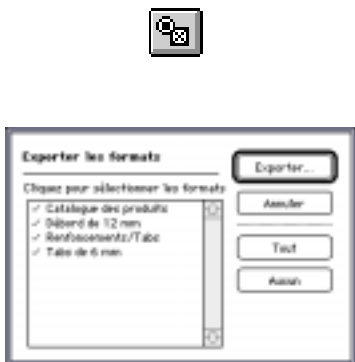 Exporter les formats
Cliquez pour sélectionner les formats
✓ Catalogue des produits
✓ Débord de 12 mm
✓ Renfoncements/Tabs
✓ Tabs de 6 mm
Exporter...
Annuler
Tout
Aucun